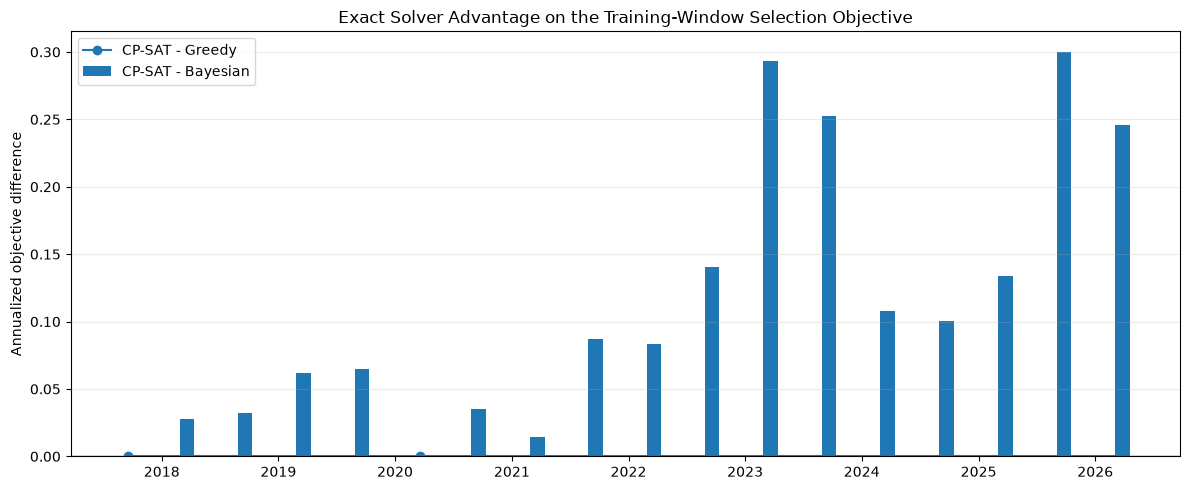 Exact Solver Advantage on the Training-Window Selection Objective
CP-SAT - Greedy
CP-SAT - Bayesian
Annualized objective difference
0.30
0.25
0.20
0.15
0.10
0.05
0.00
2018 2019 2020 2021 2022 2023 2024 2025 2026